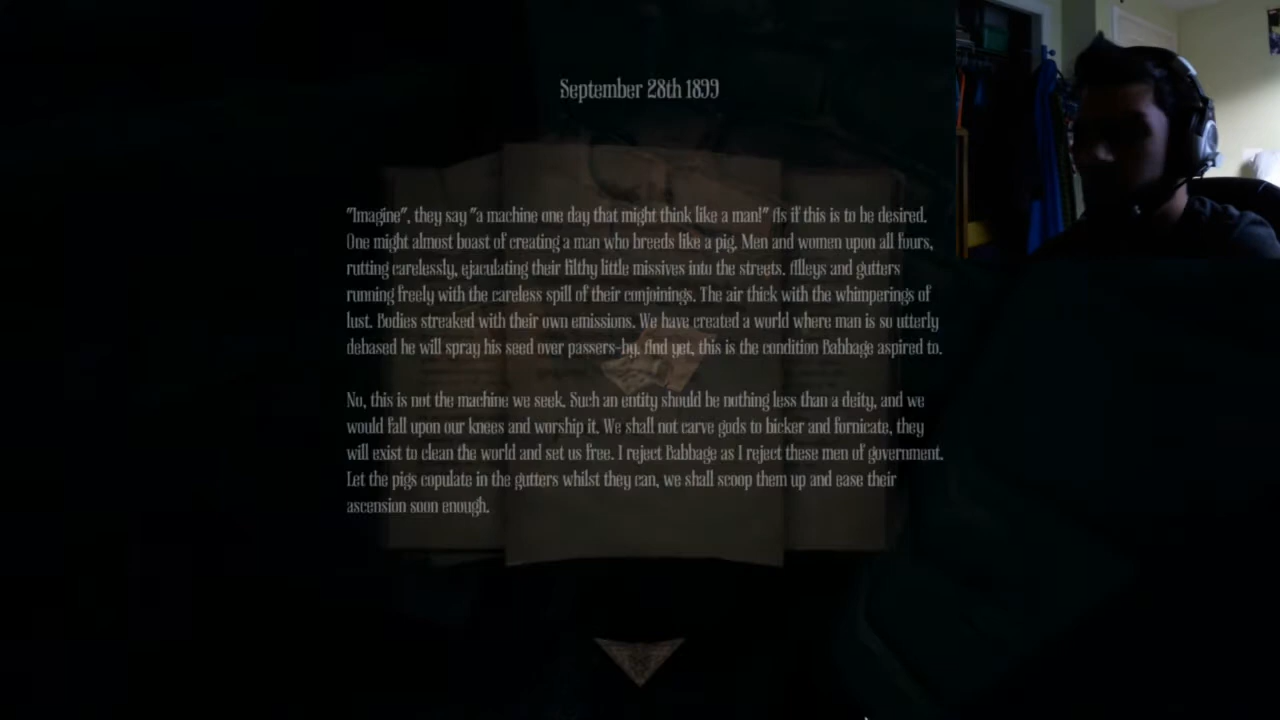 September 28th 1899
"Imagine", they say "a machine one day that might think like a man!" As if this is to be desired.
One might almost boast of creating a man who breeds like a pig. Men and women upon all fours,
rutting carelessly, ejaculating their filthy little missives into the streets. Alleys and gutters
running freely with the careless spill of their conjoinings. The air thick with the whimperings of
lust. Bodies streaked with their own emissions. We have created a world where man is so utterly
debased he will spray his seed over passers-by. And yet, this is the condition Babbage aspired to.
No, this is not the machine we seek. Such an entity should be nothing less than a deity, and we
would fall upon our knees and worship it. We shall not carve gods to bicker and fornicate, they
will exist to clean the world and set us free. I reject Babbage as I reject these men of government.
Let the pigs copulate in the gutters whilst they can, we shall scoop them up and ease their
ascension soon enough.